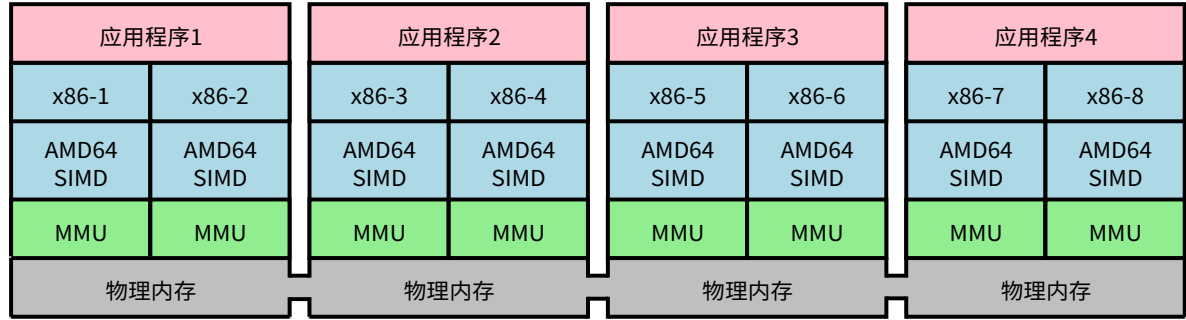 应用程序1 应用程序2 应用程序3 应用程序4
x86-1 x86-2 x86-3 x86-4 x86-5 x86-6 x86-7 x86-8
AMD64 AMD64 AMD64 AMD64 AMD64 AMD64 AMD64 AMD64
SIMD SIMD SIMD SIMD SIMD SIMD SIMD SIMD
MMU MMU MMU MMU MMU MMU MMU MMU
物理内存 物理内存 物理内存 物理内存